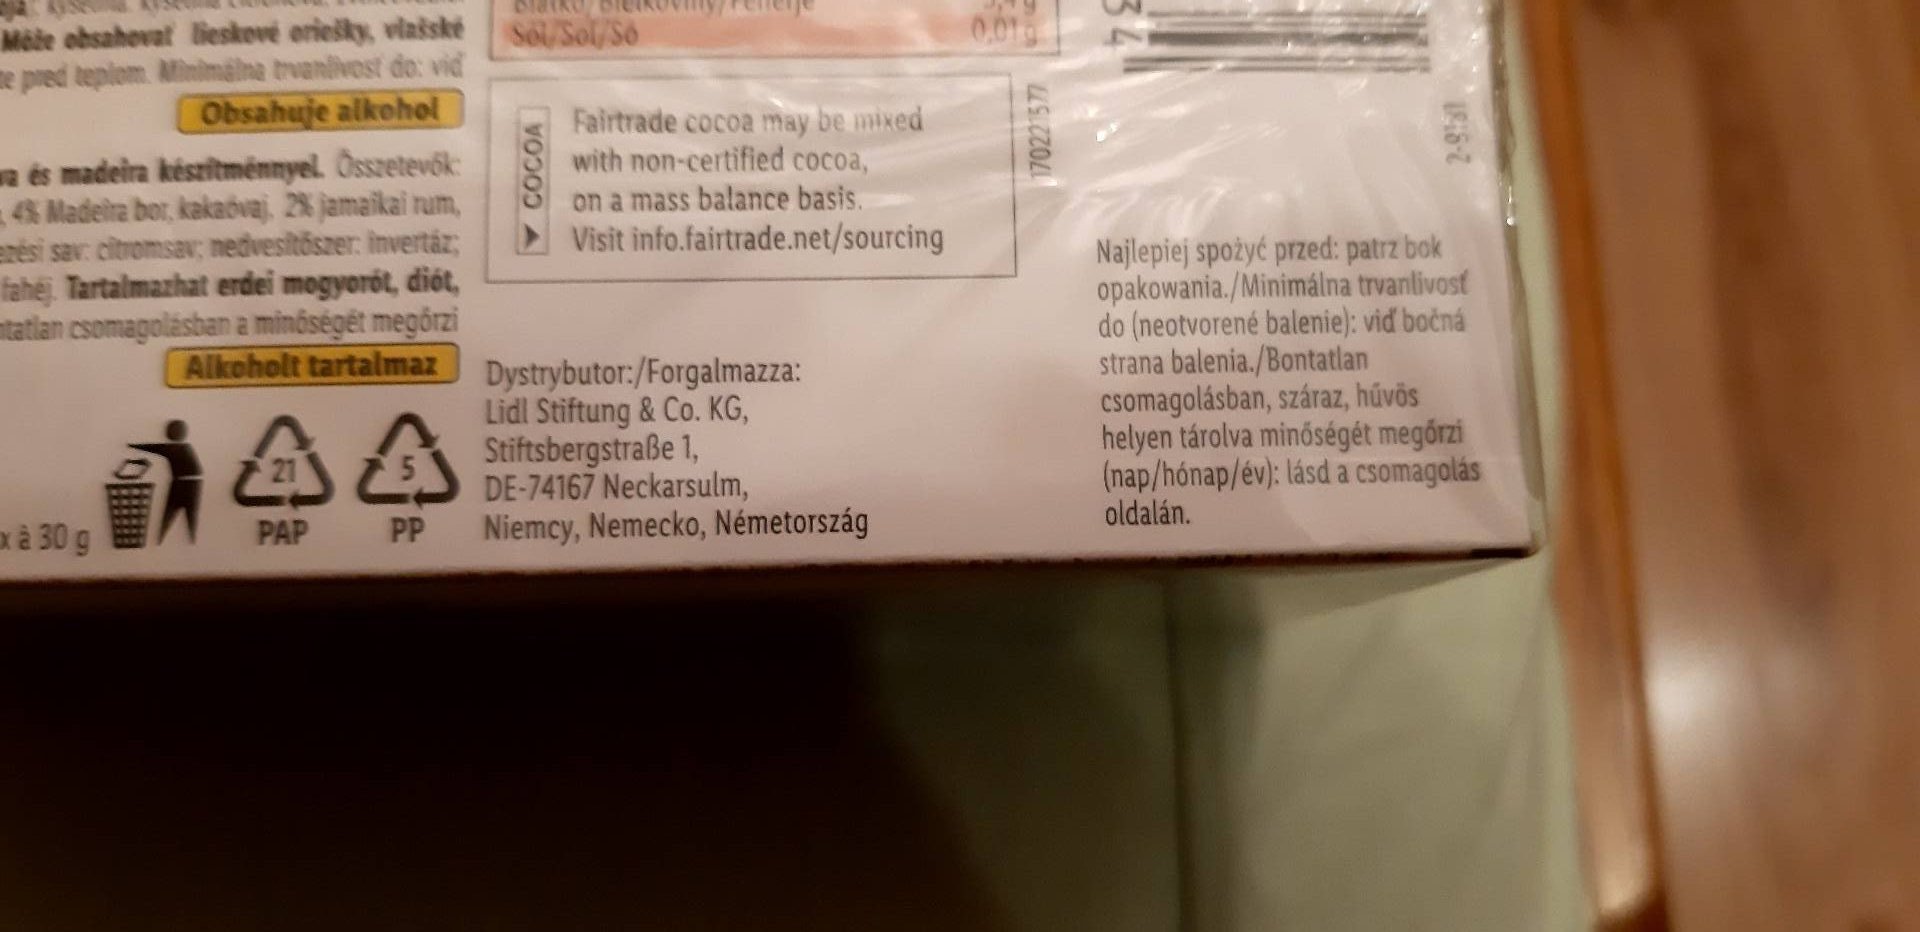 Môže obsahovať lieskové oriešky, vlašské
pred teplom. Minimálna trvanlivosť do: viď
Obsahuje alkohol
és madeira készítménnyel. Összetevők:
4% Madeira bor, kakaóvaj, 2% jamaikai rum,
sav: citromsav; nedvesítőszer: invertáz;
fahéj. Tartalmazhat erdei mogyorót, diót,
csomagolásban a minőségét megőrzi
Alkoholt tartalmaz
x à 30 g
21
PAP
5
PP
Sól/Soľ/Só 0,01 g
COCOA
Fairtrade cocoa may be mixed
with non-certified cocoa,
on a mass balance basis.
Visit info.fairtrade.net/sourcing
17022577
Dystrybutor:/Forgalmazza:
Lidl Stiftung & Co. KG,
Stiftsbergstraße 1,
DE-74167 Neckarsulm,
Niemcy, Nemecko, Németország
Najlepiej spożyć przed: patrz bok
opakowania./Minimálna trvanlivosť
do (neotvorené balenie): viď bočná
strana balenia./Bontatlan
csomagolásban, száraz, hűvös
helyen tárolva minőségét megőrzi
(nap/hónap/év): lásd a csomagolás
oldalán.